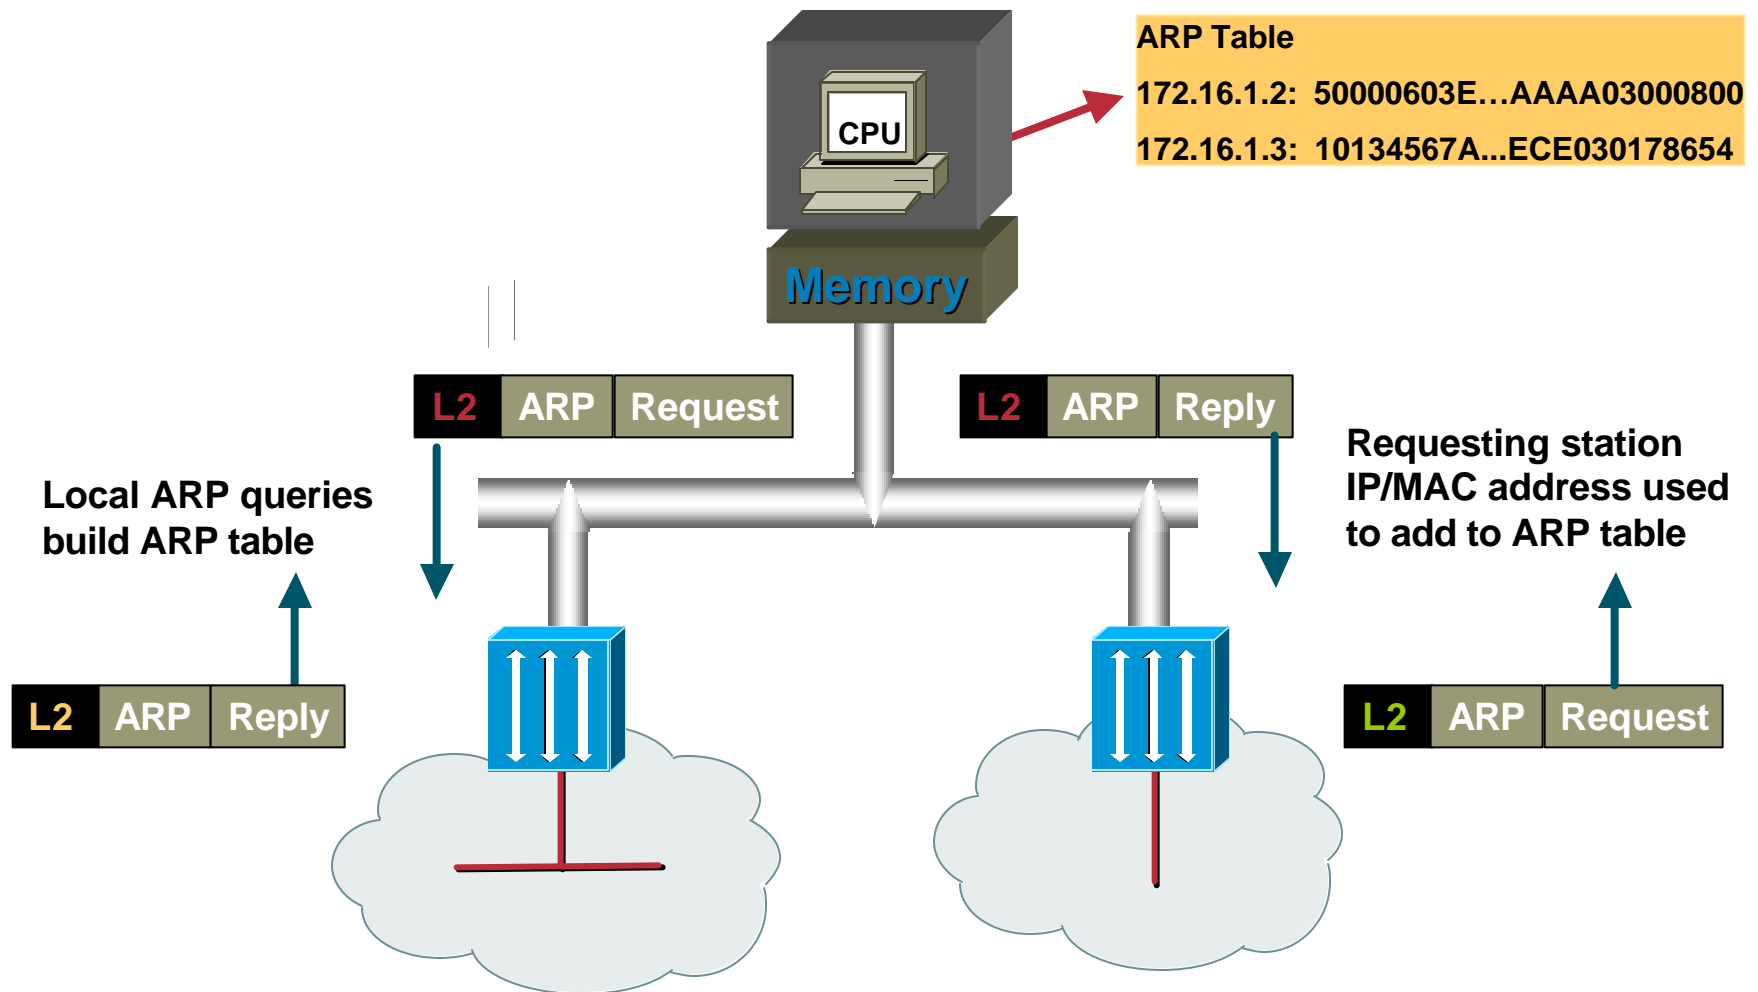 ARP Table
172.16.1.2: 50000603E…AAAA03000800
172.16.1.3: 10134567A...ECE030178654
CPU
Memory
L2 ARP Request
L2 ARP Reply
Local ARP queries
build ARP table
Requesting station
IP/MAC address used
to add to ARP table
L2 ARP Reply
L2 ARP Request